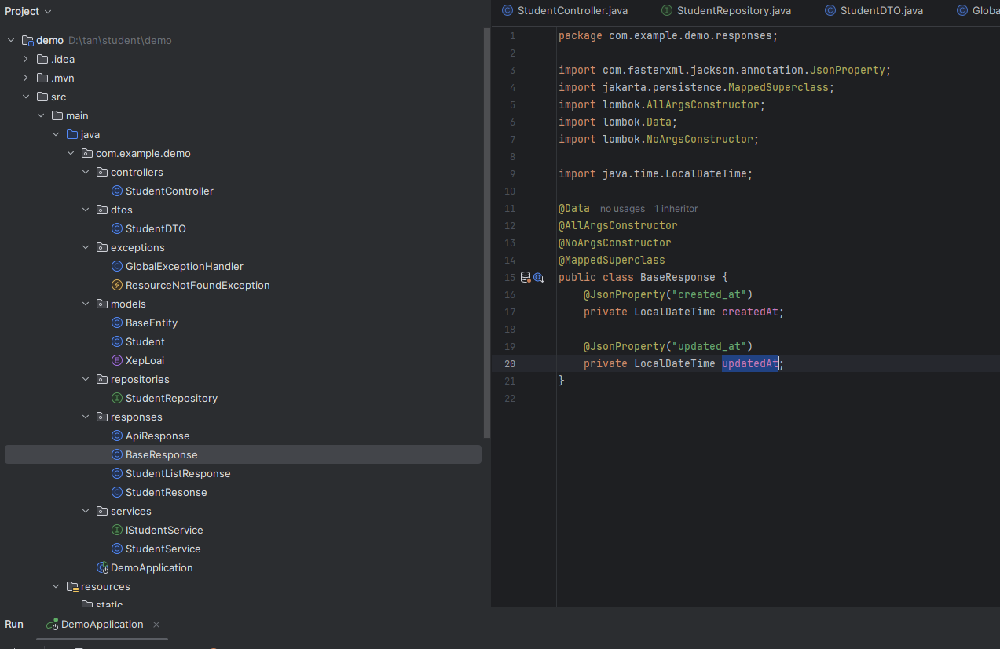 Project
StudentController.java
StudentRepository.java
StudentDTO.java
Globa
demo D:\tan\student\demo
.idea
.mvn
src
main
java
com.example.demo
controllers
StudentController
dtos
StudentDTO
exceptions
GlobalExceptionHandler
ResourceNotFoundException
models
BaseEntity
Student
XepLoai
repositories
StudentRepository
responses
ApiResponse
BaseResponse
StudentListResponse
StudentResonse
services
IStudentService
StudentService
DemoApplication
resources
static
1 package com.example.demo.responses;
2
3 import com.fasterxml.jackson.annotation.JsonProperty;
4 import jakarta.persistence.MappedSuperclass;
5 import lombok.AllArgsConstructor;
6 import lombok.Data;
7 import lombok.NoArgsConstructor;
8
9 import java.time.LocalDateTime;
10
11 @Data no usages 1 inheritor
12 @AllArgsConstructor
13 @NoArgsConstructor
14 @MappedSuperclass
15 public class BaseResponse {
16 @JsonProperty("created_at")
17 private LocalDateTime createdAt;
18
19 @JsonProperty("updated_at")
20 private LocalDateTime updatedAt;
21 }
22
Run
DemoApplication